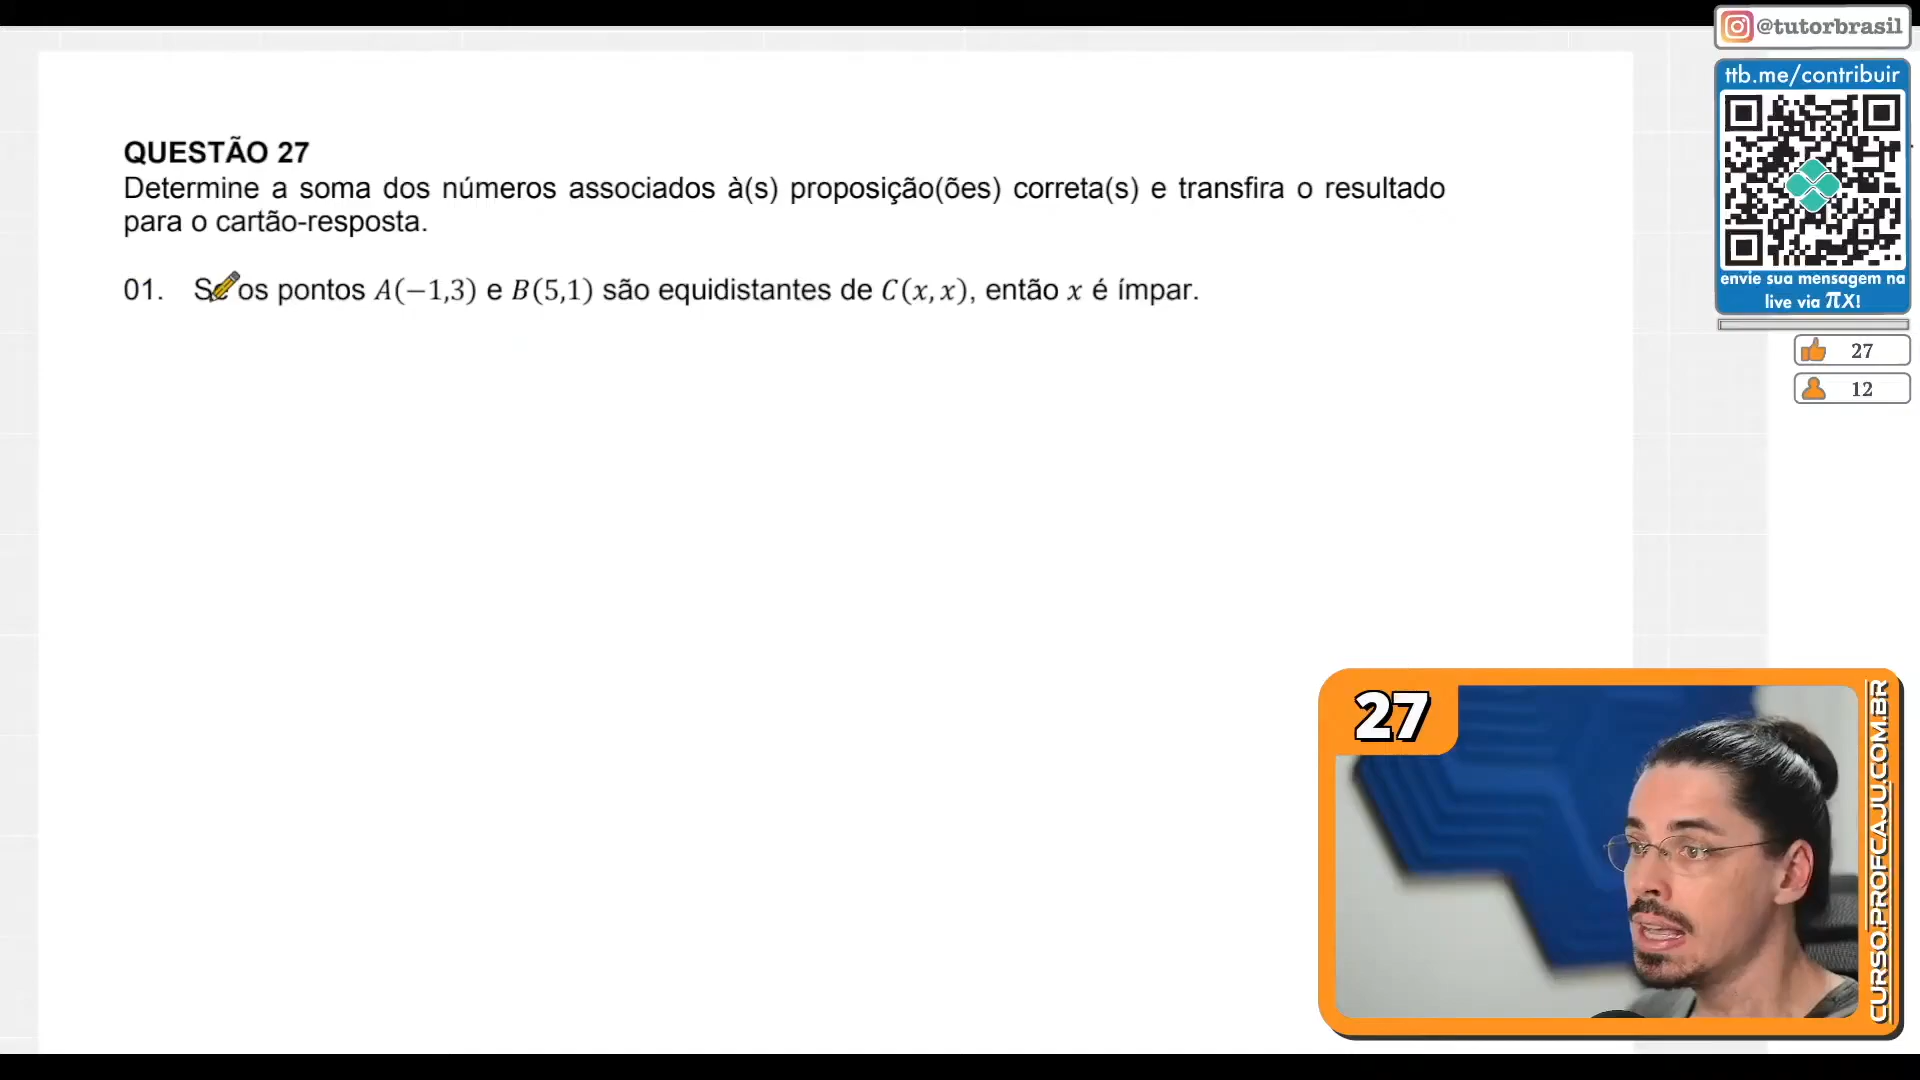 @tutorbrasil
ttb.me/contribuir
envie sua mensagem na
live via πX!
27
12
QUESTÃO 27
Determine a soma dos números associados à(s) proposição(ões) correta(s) e transfira o resultado
para o cartão-resposta.
01. Se os pontos A(−1,3) e B(5,1) são equidistantes de C(x, x), então x é ímpar.
27
CURSO.PROFCAJU.COM.BR